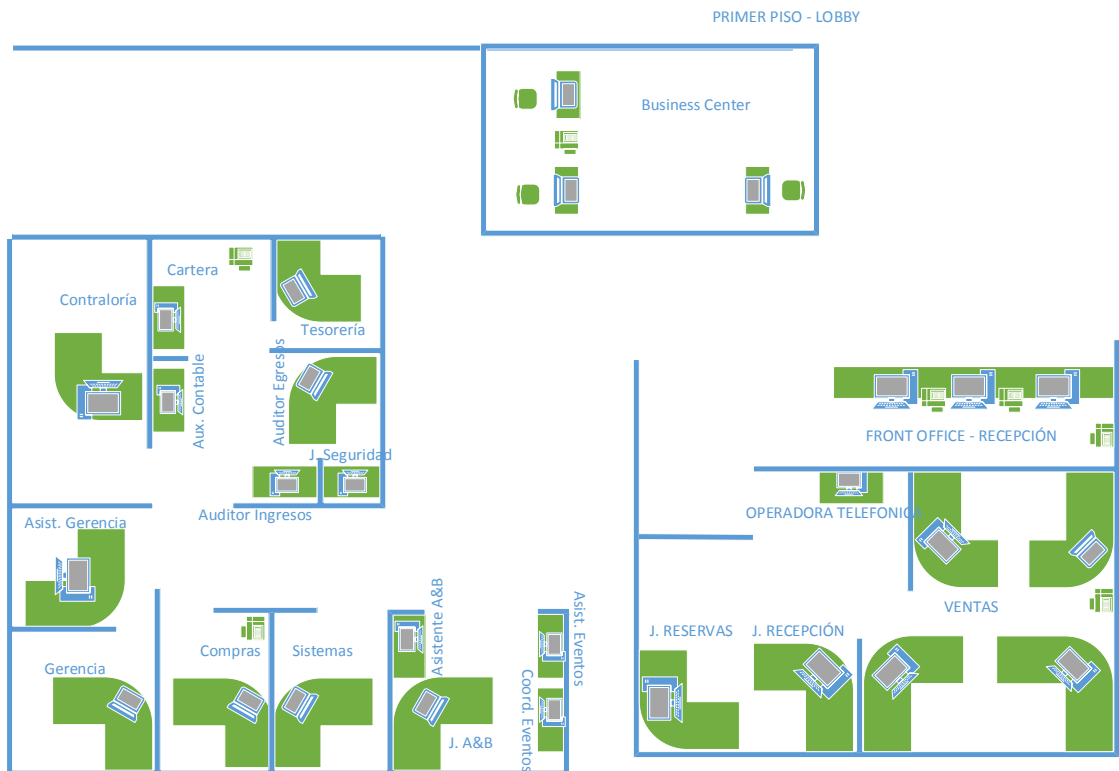 PRIMER PISO - LOBBY
Business Center
Cartera
Contraloría
Tesorería
Aux. Contable
Auditor Egresos
J. Seguridad
Auditor Ingresos
FRONT OFFICE - RECEPCIÓN
OPERADORA TELEFONICA
Asist. Gerencia
VENTAS
Asistente A&B
Asist. Eventos
J. RESERVAS
J. RECEPCIÓN
Gerencia
Compras
Sistemas
Coord. Eventos
J. A&B